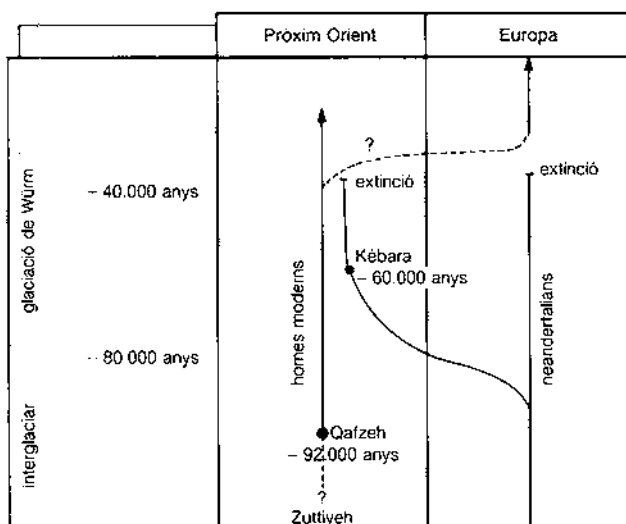 Pròxim Orient
Europa
?
extinció
extinció
glaciació de Würm
– 40.000 anys
Kébara
– 60.000 anys
homes moderns
neandertalians
– 80 000 anys
interglaciar
Qafzeh
– 92.000 anys
?
Zuttiyeh